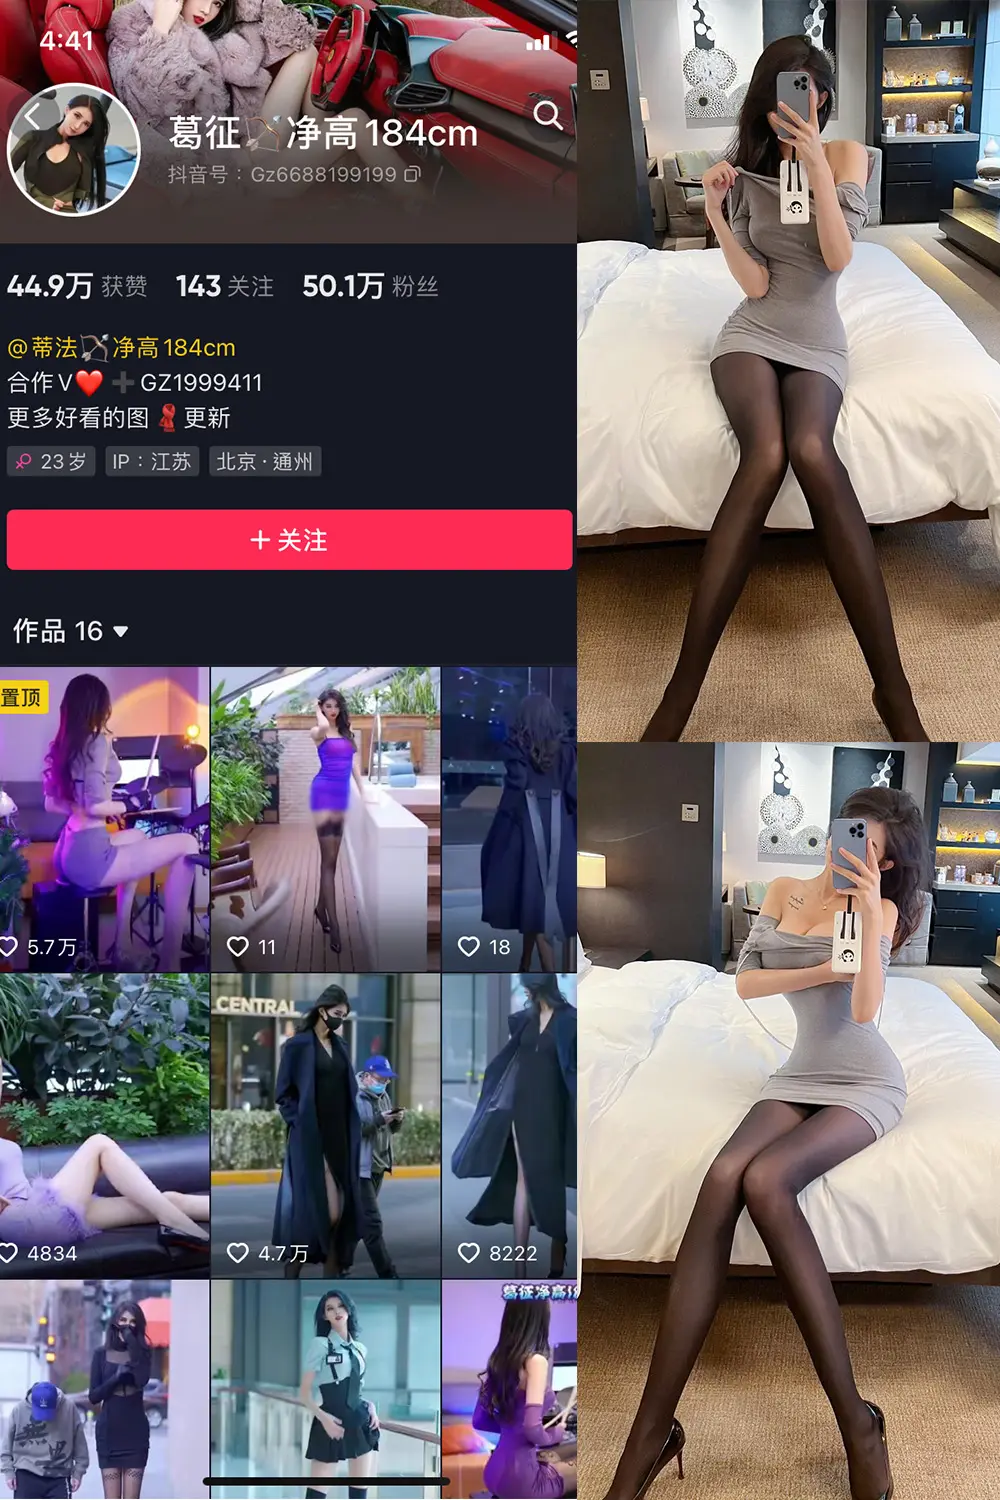 4:41
葛征🏹净高184cm
抖音号：Gz6688199199
44.9万 获赞 143 关注 50.1万 粉丝
@蒂法🏹净高184cm
合作V❤️➕GZ1999411
更多好看的图🧣更新
♀ 23岁 IP：江苏 北京·通州
+ 关注
作品 16
置顶
5.7万 11 18
CENTRAL
4834 4.7万 8222
葛征净高